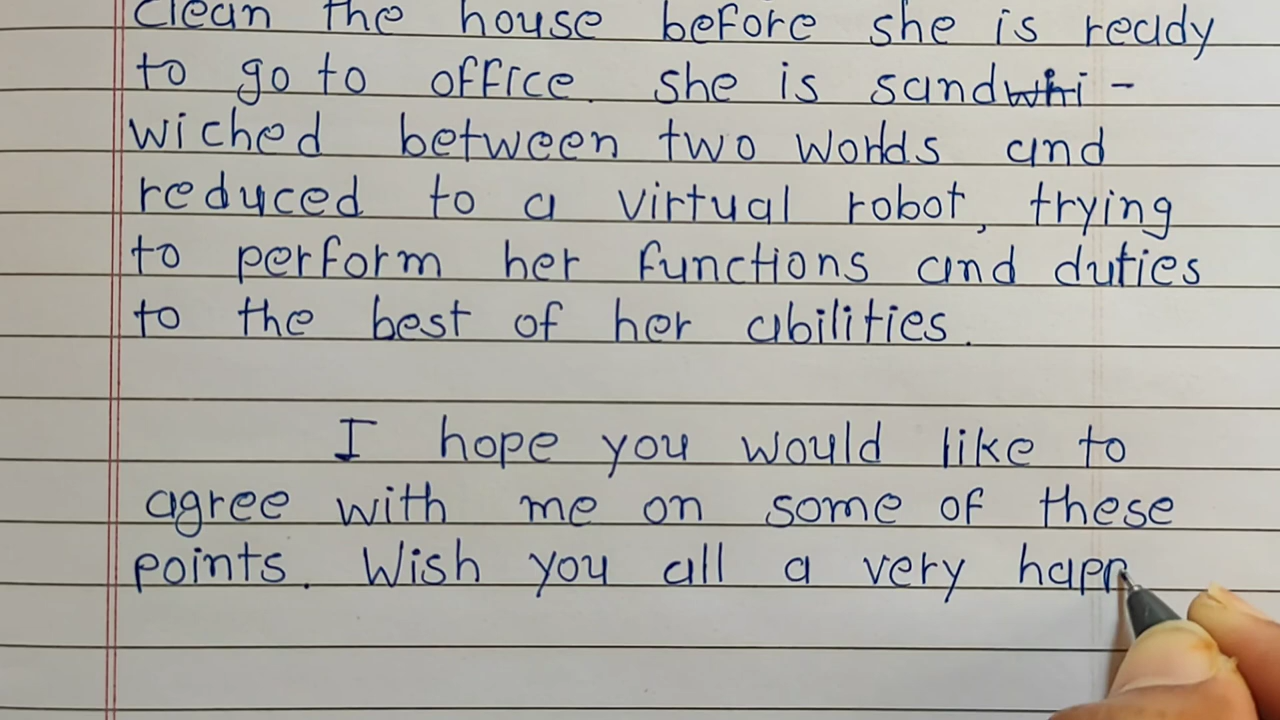 clean the house before she is ready
to go to office. she is sandwhi-
wiched between two worlds and
reduced to a virtual robot, trying
to perform her functions and duties
to the best of her abilities.
I hope you would like to
agree with me on some of these
points. Wish you all a very happ